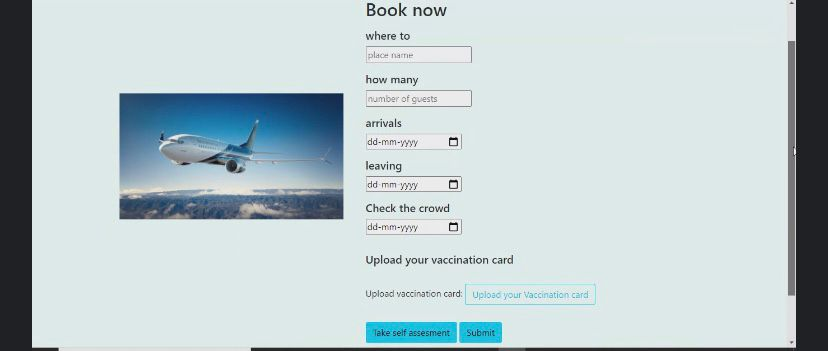 Book now
where to
place name
how many
number of guests
arrivals
dd-mm-yyyy
leaving
dd-mm-yyyy
Check the crowd
dd-mm-yyyy
Upload your vaccination card
Upload vaccination card: Upload your Vaccination card
Take self assesment Submit